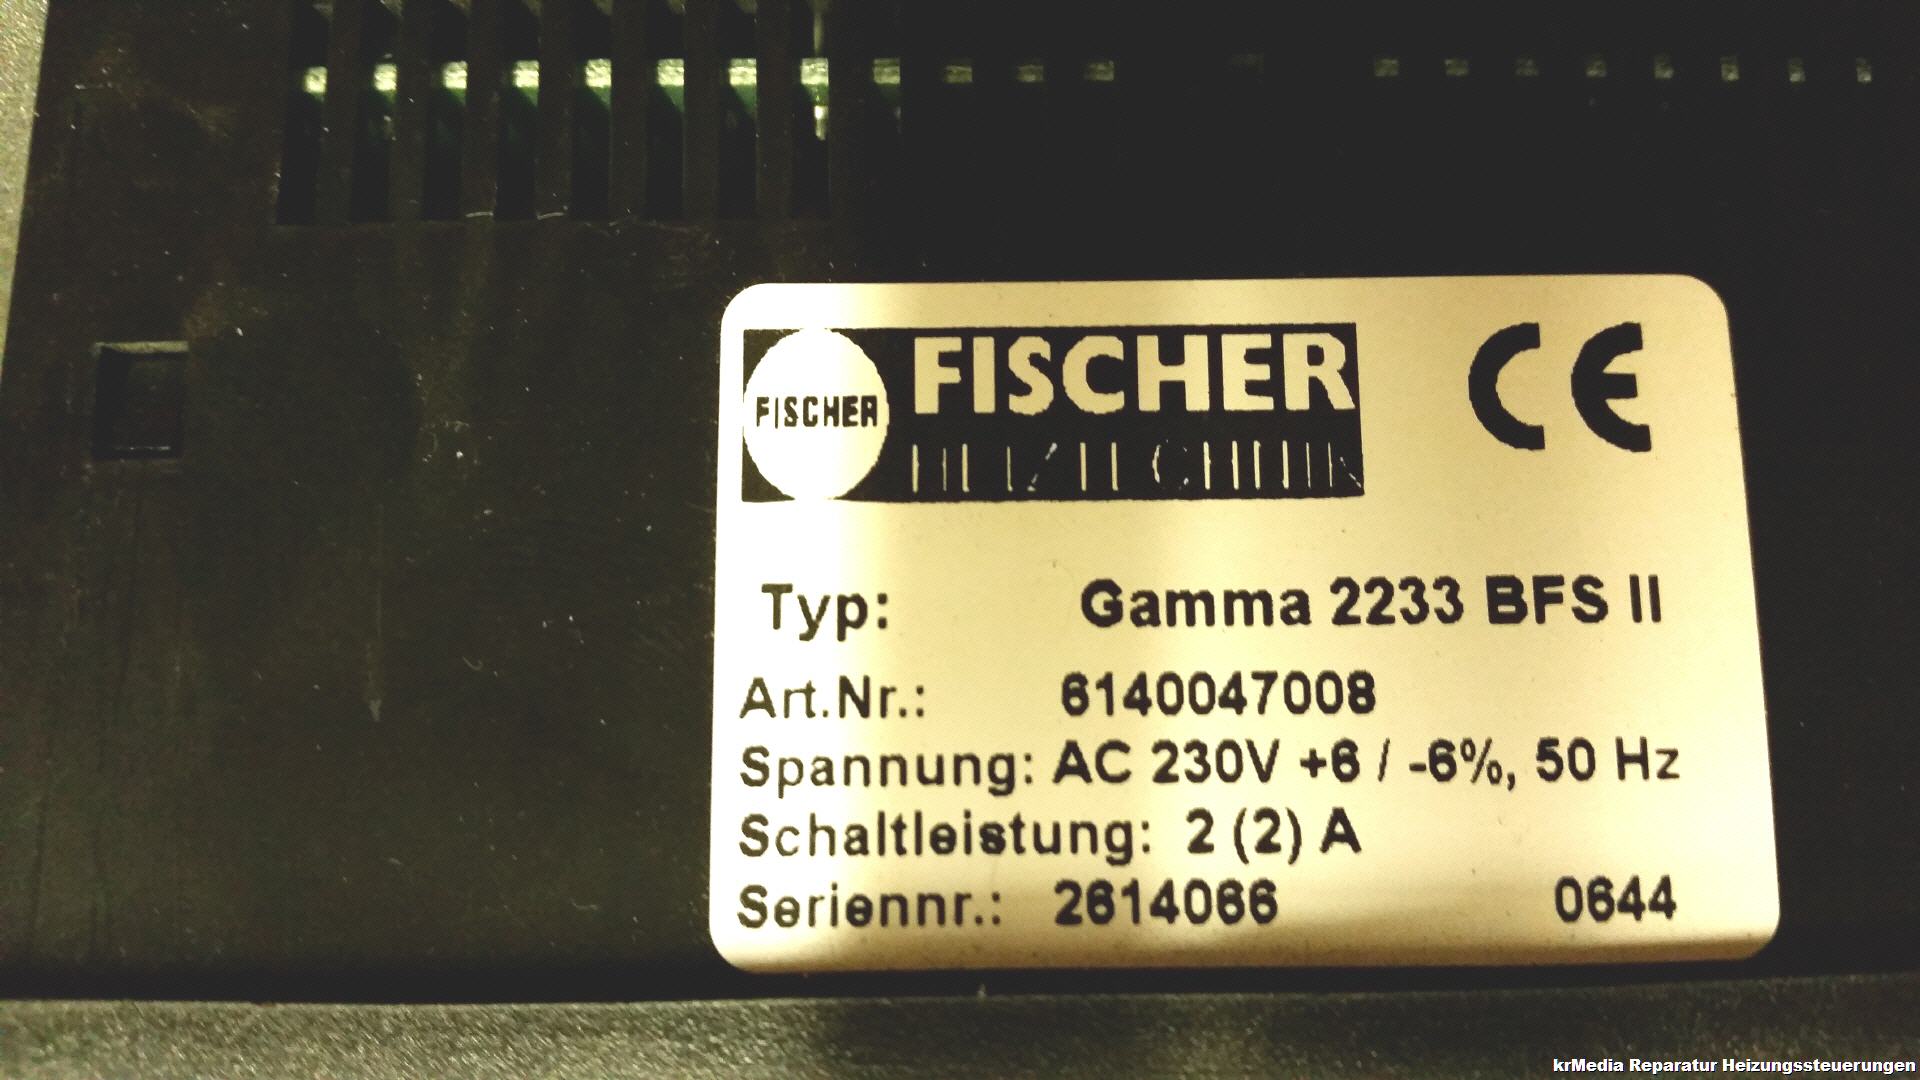 FISCHER
FISCHER
CE
Typ: Gamma 2233 BFS II
Art.Nr.: 6140047008
Spannung: AC 230V +6 / -6%, 50 Hz
Schaltleistung: 2 (2) A
Seriennr.: 2614066 0644
krMedia Reparatur Heizungssteuerungen